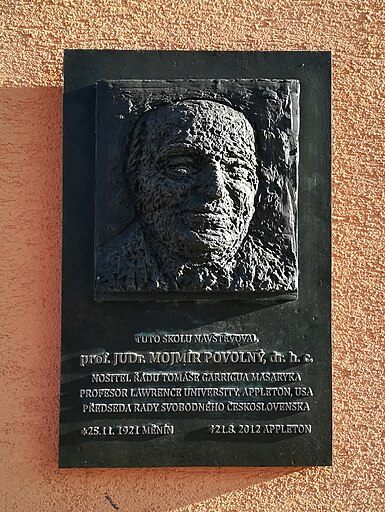 TUTO ŠKOLU NAVŠTĚVOVAL
prof. JUDr. MOJMÍR POVOLNÝ, dr. h. c.
NOSITEL ŘÁDU TOMÁŠE GARRIGUA MASARYKA
PROFESOR LAWRENCE UNIVERSITY, APPLETON, USA
PŘEDSEDA RADY SVOBODNÉHO ČESKOSLOVENSKA
*25.11.1921 MĚNÍN †21.8.2012 APPLETON